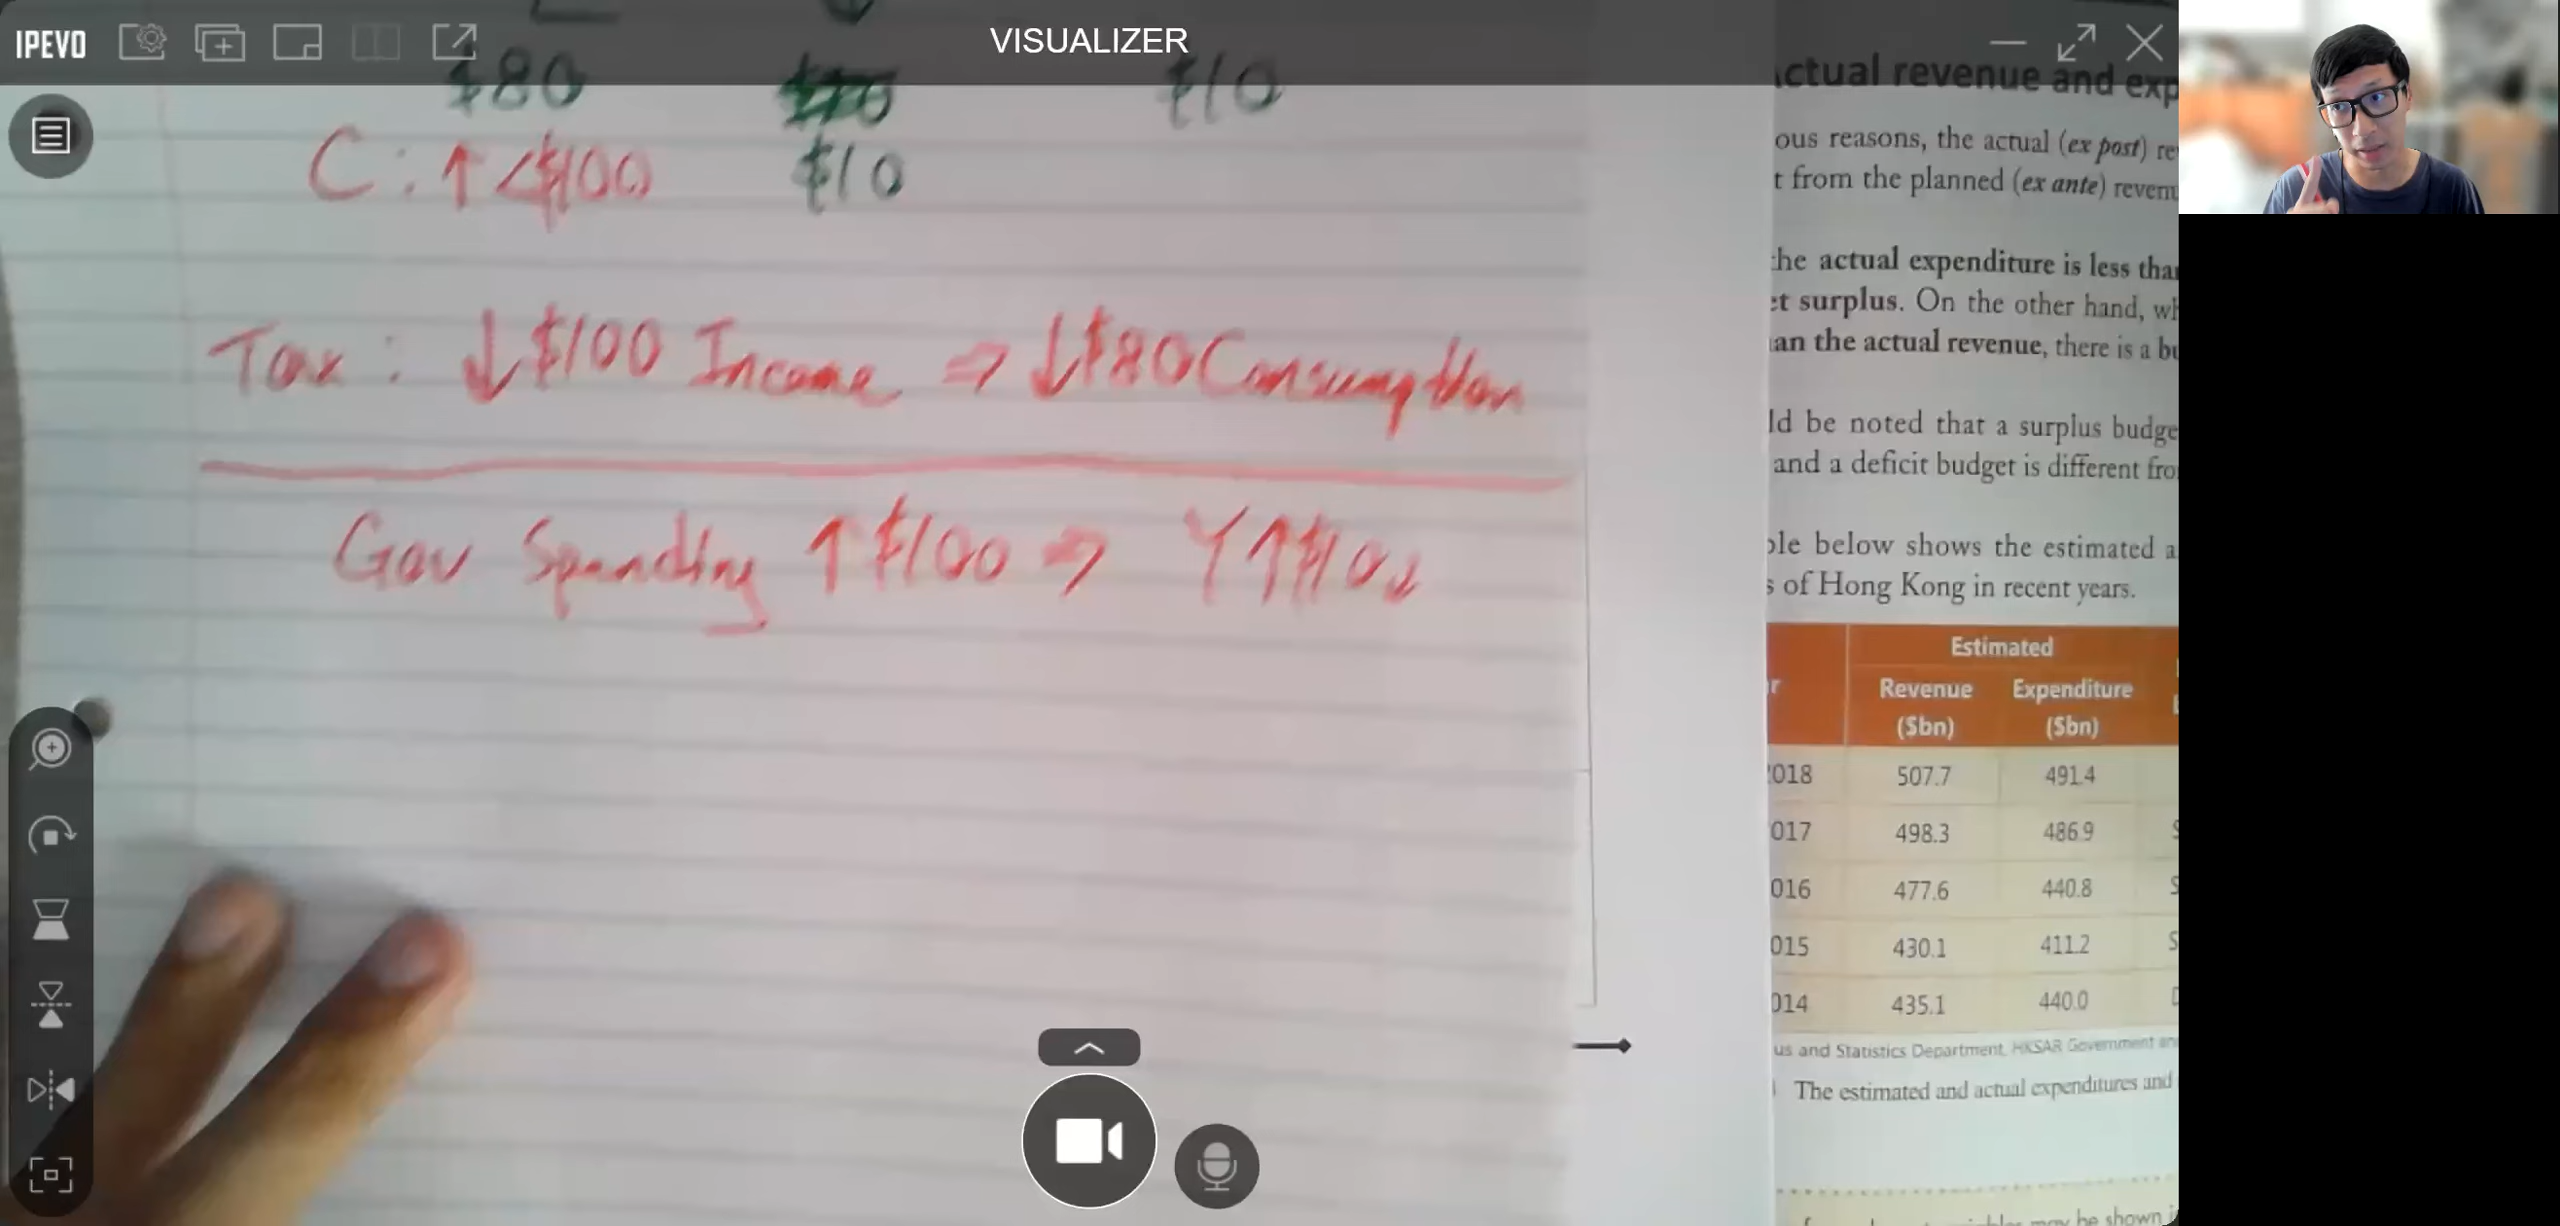 IPEVO
VISUALIZER
$80
$10
C: ↑<$100
$10
Tax: ↓$100 Income ⇒ ↓$80 Consumption
Gov Spending ↑$100 ⇒ Y↑$100
ctual revenue and exp
ous reasons, the actual (ex post) re
t from the planned (ex ante) revenu
he actual expenditure is less tha
et surplus. On the other hand, wh
an the actual revenue, there is a bu
ld be noted that a surplus budge
and a deficit budget is different fro
ble below shows the estimated a
s of Hong Kong in recent years.
r
Estimated
Revenue Expenditure
($bn) ($bn)
2018 507.7 491.4
017 498.3 486.9 S
016 477.6 440.8 S
015 430.1 411.2 S
014 435.1 440.0 D
us and Statistics Department, HKSAR Government an
The estimated and actual expenditures and
may be shown i